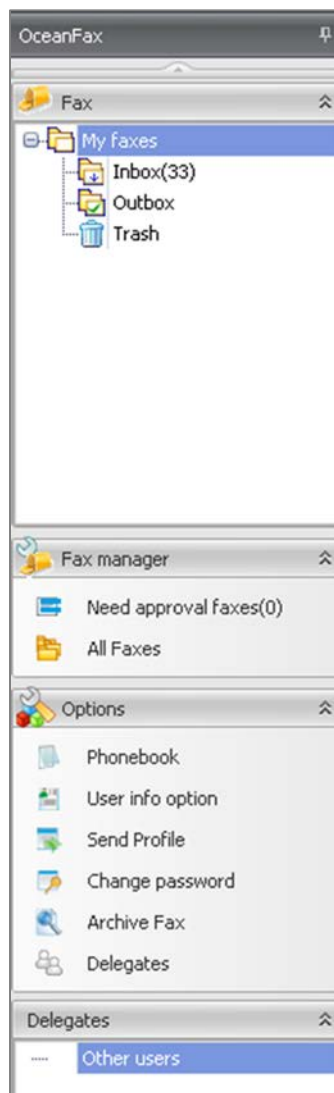 OceanFax
Fax
My faxes
Inbox(33)
Outbox
Trash
Fax manager
Need approval faxes(0)
All Faxes
Options
Phonebook
User info option
Send Profile
Change password
Archive Fax
Delegates
Delegates
Other users